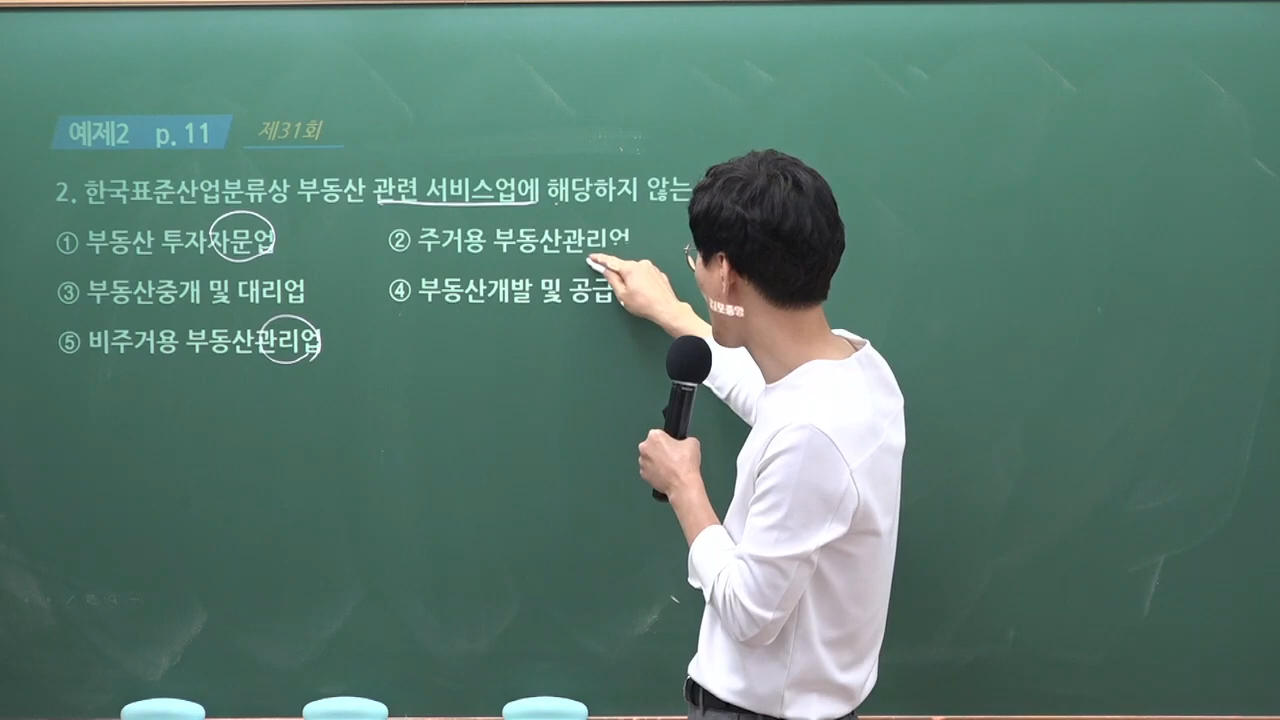 예제2 p. 11 제31회
2. 한국표준산업분류상 부동산 관련 서비스업에 해당하지 않는
① 부동산 투자자문업 ② 주거용 부동산관리업
③ 부동산중개 및 대리업 ④ 부동산개발 및 공급
⑤ 비주거용 부동산관리업